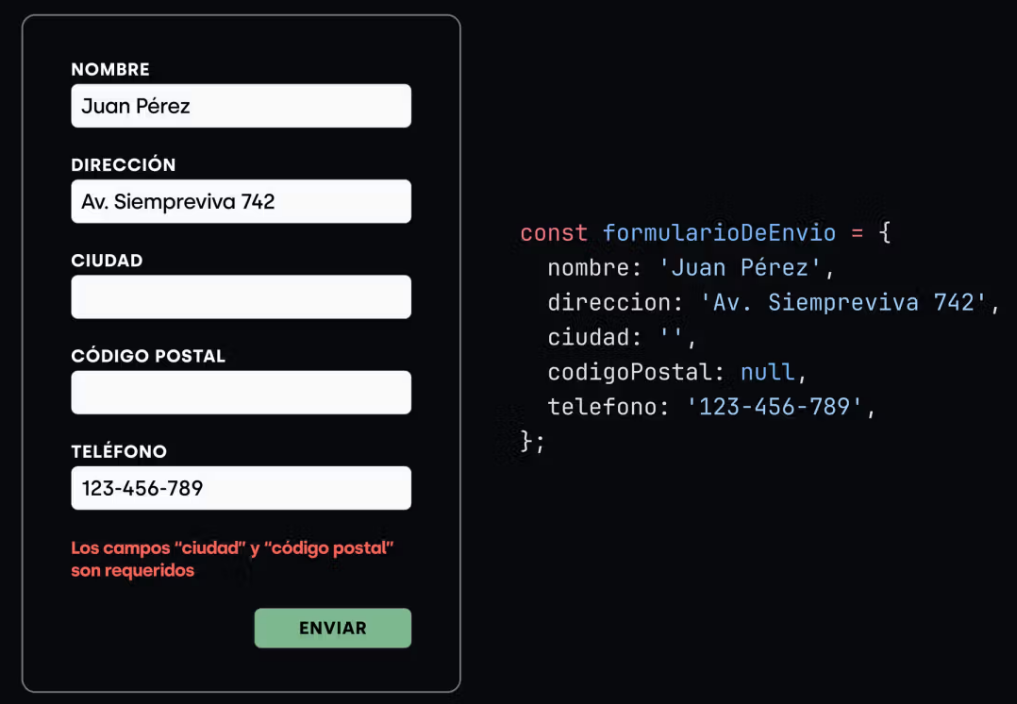 NOMBRE
Juan Pérez
DIRECCIÓN
Av. Siempreviva 742
CIUDAD
CÓDIGO POSTAL
TELÉFONO
123-456-789
Los campos “ciudad” y “código postal”
son requeridos
ENVIAR
const formularioDeEnvio = {
  nombre: 'Juan Pérez',
  direccion: 'Av. Siempreviva 742',
  ciudad: '',
  codigoPostal: null,
  telefono: '123-456-789',
};